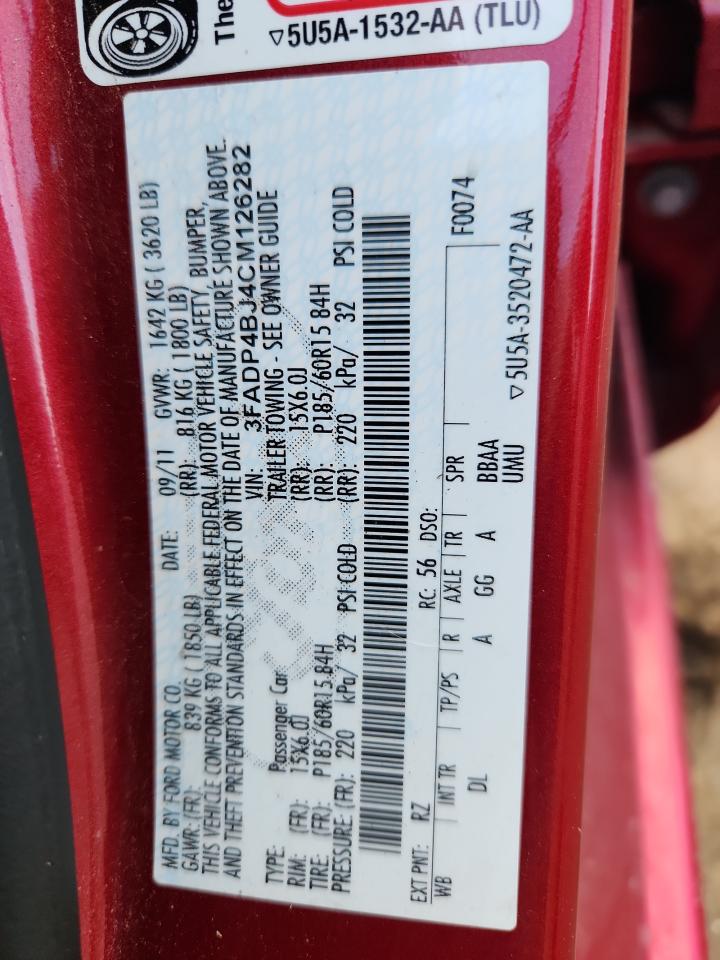 The
▽5U5A-1532-AA (TLU)
MFD. BY FORD MOTOR CO. DATE: 09/11 GVWR: 1642 KG ( 3620 LB)
GAWR: (FR): 839 KG ( 1850 LB) (RR): 816 KG ( 1800 LB)
THIS VEHICLE CONFORMS TO ALL APPLICABLE FEDERAL MOTOR VEHICLE SAFETY, BUMPER,
AND THEFT PREVENTION STANDARDS IN EFFECT ON THE DATE OF MANUFACTURE SHOWN ABOVE.
VIN: 3FADP4BJ4CM126282
TYPE: Passenger Car TRAILER TOWING - SEE OWNER GUIDE
RIM: (FR): 15X6.0J (RR): 15X6.0J
TIRE: (FR): P185/60R15 84H (RR): P185/60R15 84H
PRESSURE: (FR): 220 kPa/ 32 PSI COLD (RR): 220 kPa/ 32 PSI COLD
EXT PNT: RZ RC: 56 DSO: F0074
WB INT TR TP/PS R AXLE TR SPR
DL A GG A BBAA
UMU ▽5U5A-3520472-AA